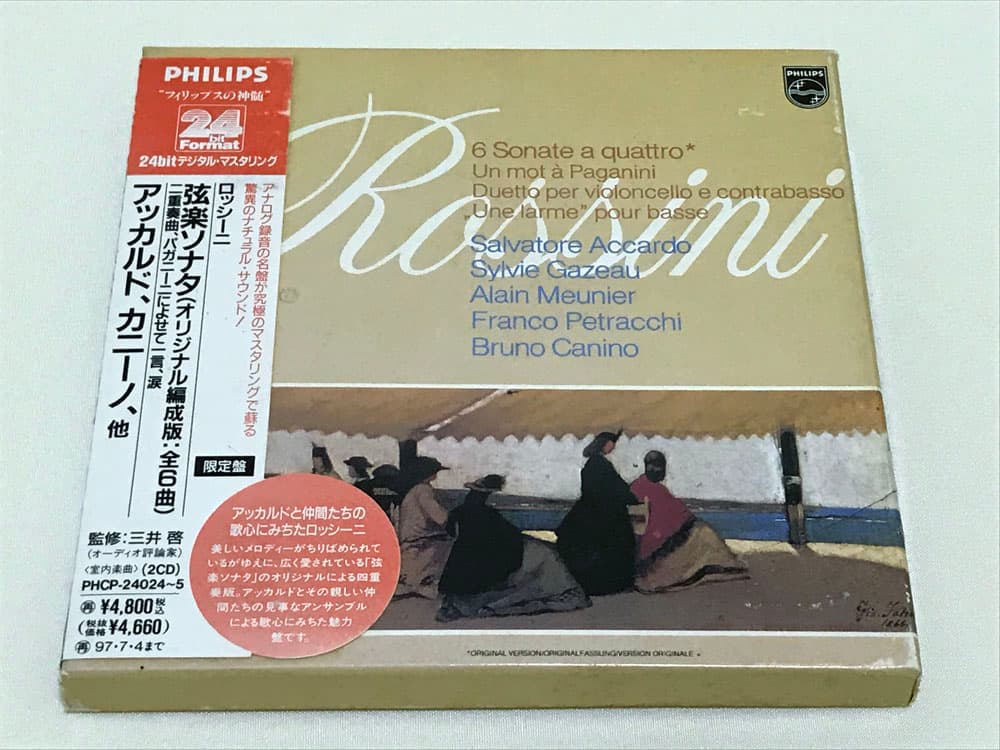 PHILIPS
"フィリップスの神髄"
24
bit
Format
24bitデジタル・マスタリング
アナログ録音の名盤が究極のマスタリングで蘇る
驚異のナチュラル・サウンド!
ロッシーニ
弦楽ソナタ(オリジナル編成版:全6曲)
二重奏曲、パガニーニによせて一言、涙
アッカルド、カニーノ、他
限定盤
監修:三井 啓
(オーディオ評論家)
〈室内楽曲〉(2CD)
PHCP-24024~5
再 ¥4,800税込
(税抜価格¥4,660)
再 97・7・4まで
アッカルドと仲間たちの
歌心にみちたロッシーニ
美しいメロディーがちりばめられて
いるがゆえに、広く愛されている「弦
楽ソナタ」のオリジナルによる四重
奏版。アッカルドとその親しい仲
間たちの見事なアンサンブル
による歌心にみちた魅力
盤です。
PHILIPS
Rossini
6 Sonate a quattro*
Un mot à Paganini
Duetto per violoncello e contrabasso
„Une larme" pour basse
Salvatore Accardo
Sylvie Gazeau
Alain Meunier
Franco Petracchi
Bruno Canino
*ORIGINAL VERSION/ORIGINALFASSUNG/VERSION ORIGINALE